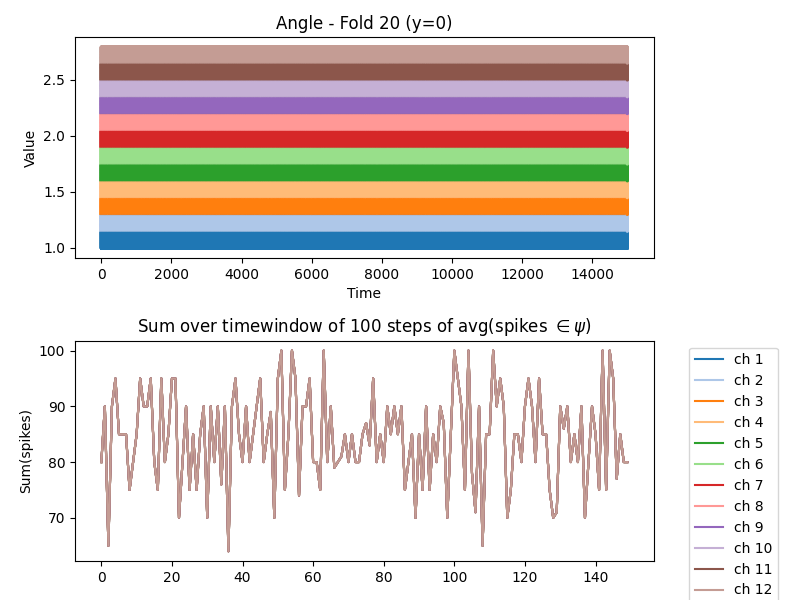 Angle - Fold 20 (y=0)
Value
2.5
2.0
1.5
1.0
0 2000 4000 6000 8000 10000 12000 14000
Time
Sum over timewindow of 100 steps of avg(spikes ∈ ψ)
Sum(spikes)
100
90
80
70
0 20 40 60 80 100 120 140
ch 1
ch 2
ch 3
ch 4
ch 5
ch 6
ch 7
ch 8
ch 9
ch 10
ch 11
ch 12